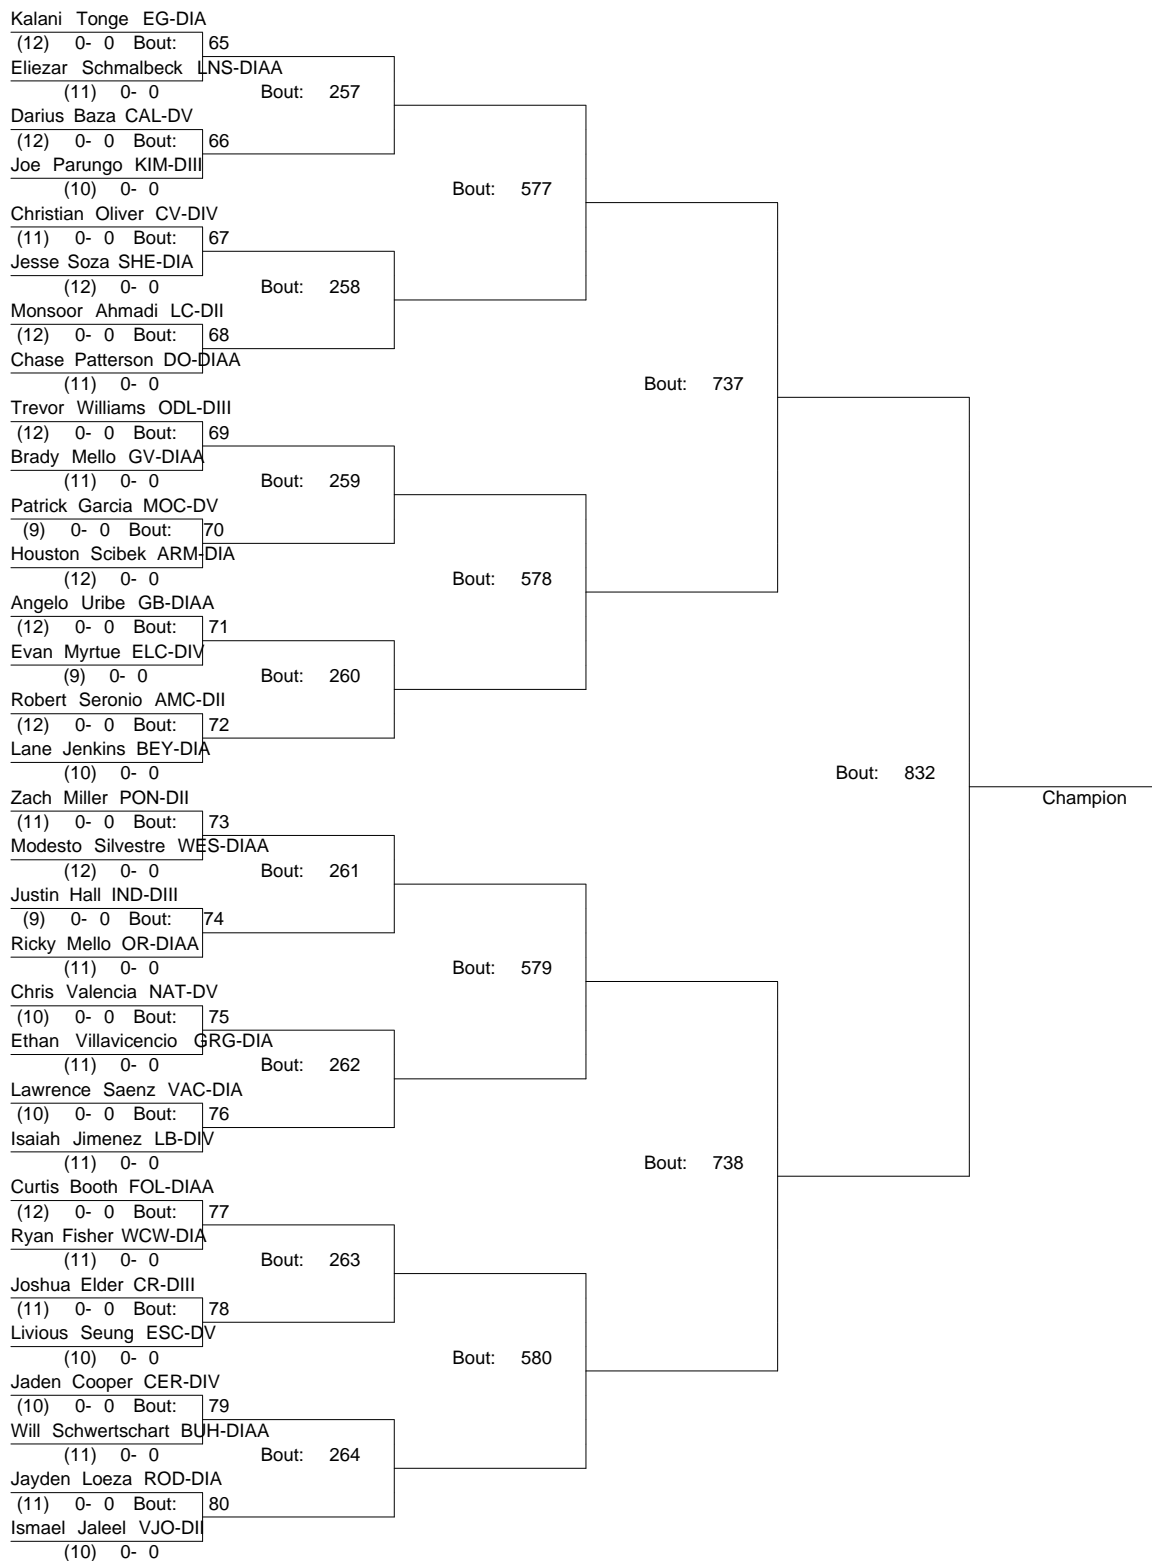 Kalani Tonge EG-DIA
(12) 0- 0 Bout: 65
Eliezar Schmalbeck LNS-DIAA
(11) 0- 0 Bout: 257
Darius Baza CAL-DV
(12) 0- 0 Bout: 66
Joe Parungo KIM-DIII
(10) 0- 0 Bout: 577
Christian Oliver CV-DIV
(11) 0- 0 Bout: 67
Jesse Soza SHE-DIA
(12) 0- 0 Bout: 258
Monsoor Ahmadi LC-DII
(12) 0- 0 Bout: 68
Chase Patterson DO-DIAA
(11) 0- 0 Bout: 737
Trevor Williams ODL-DIII
(12) 0- 0 Bout: 69
Brady Mello GV-DIAA
(11) 0- 0 Bout: 259
Patrick Garcia MOC-DV
(9) 0- 0 Bout: 70
Houston Scibek ARM-DIA
(12) 0- 0 Bout: 578
Angelo Uribe GB-DIAA
(12) 0- 0 Bout: 71
Evan Myrtue ELC-DIV
(9) 0- 0 Bout: 260
Robert Seronio AMC-DII
(12) 0- 0 Bout: 72
Lane Jenkins BEY-DIA
(10) 0- 0 Bout: 832
Zach Miller PON-DII Champion
(11) 0- 0 Bout: 73
Modesto Silvestre WES-DIAA
(12) 0- 0 Bout: 261
Justin Hall IND-DIII
(9) 0- 0 Bout: 74
Ricky Mello OR-DIAA
(11) 0- 0 Bout: 579
Chris Valencia NAT-DV
(10) 0- 0 Bout: 75
Ethan Villavicencio GRG-DIA
(11) 0- 0 Bout: 262
Lawrence Saenz VAC-DIA
(10) 0- 0 Bout: 76
Isaiah Jimenez LB-DIV
(11) 0- 0 Bout: 738
Curtis Booth FOL-DIAA
(12) 0- 0 Bout: 77
Ryan Fisher WCW-DIA
(11) 0- 0 Bout: 263
Joshua Elder CR-DIII
(11) 0- 0 Bout: 78
Livious Seung ESC-DV
(10) 0- 0 Bout: 580
Jaden Cooper CER-DIV
(10) 0- 0 Bout: 79
Will Schwertschart BUH-DIAA
(11) 0- 0 Bout: 264
Jayden Loeza ROD-DIA
(11) 0- 0 Bout: 80
Ismael Jaleel VJO-DII
(10) 0- 0